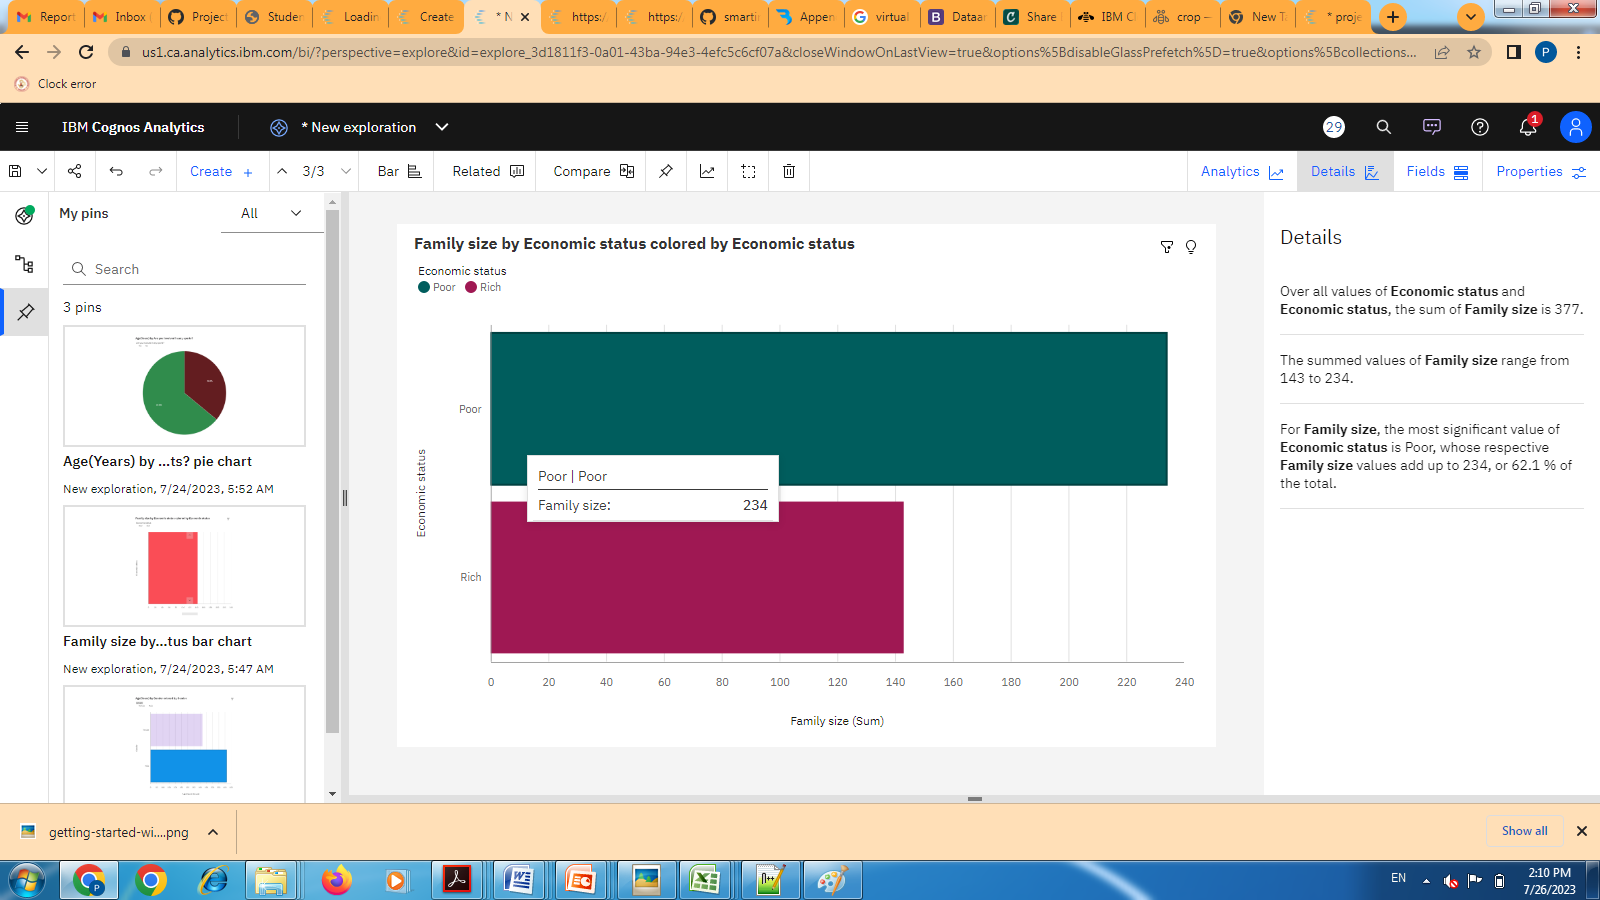 Report
Inbox
Project
Studen
Loadin
Create
* N
https:/
https:/
smarti
Appen
virtual
Dataar
Share
IBM Cl
crop –
New T
* proje
us1.ca.analytics.ibm.com/bi/?perspective=explore&id=explore_3d1811f3-0a01-43ba-94e3-4efc5c6cf07a&closeWindowOnLastView=true&options%5BdisableGlassPrefetch%5D=true&options%5Bcollections...
P
Clock error
IBM Cognos Analytics
* New exploration
29
1
Create +
3/3
Bar
Related
Compare
Analytics
Details
Fields
Properties
My pins
All
Search
3 pins
Age(Years) by ...ts? pie chart
New exploration, 7/24/2023, 5:52 AM
Family size by...tus bar chart
New exploration, 7/24/2023, 5:47 AM
Family size by Economic status colored by Economic status
Economic status
Poor
Rich
Poor
Rich
Economic status
Poor | Poor
Family size: 234
0 20 40 60 80 100 120 140 160 180 200 220 240
Family size (Sum)
Details
Over all values of Economic status and
Economic status, the sum of Family size is 377.
The summed values of Family size range from
143 to 234.
For Family size, the most significant value of
Economic status is Poor, whose respective
Family size values add up to 234, or 62.1 % of
the total.
getting-started-wi....png
Show all
EN
2:10 PM
7/26/2023